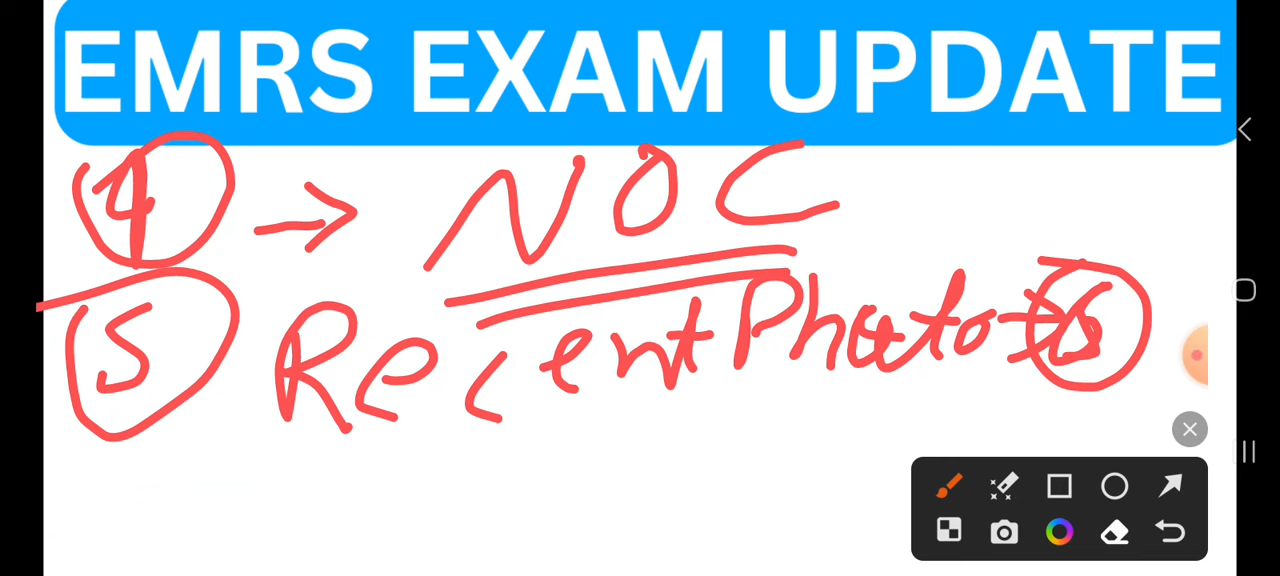 EMRS EXAM UPDATE
4 → NOC
5 Recent Photo → 6